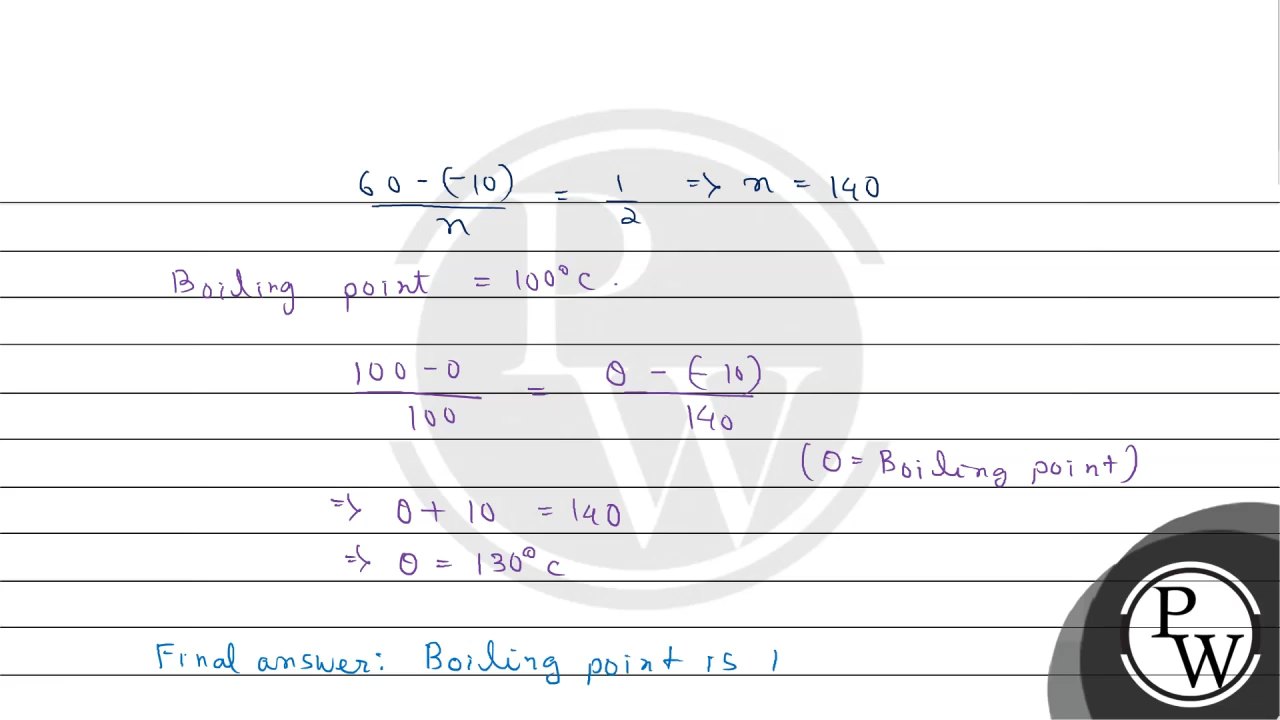 60 - (-10) / n = 1 / 2 => n = 140
Boiling point = 100°c.
100 - 0 / 100 = θ - (-10) / 140
(θ = Boiling point)
=> θ + 10 = 140
=> θ = 130°c
Final answer: Boiling point is 1
PW
PW